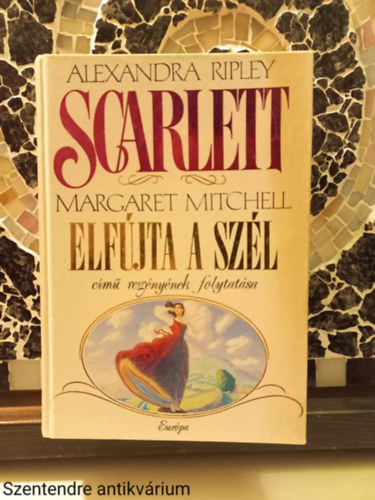 ALEXANDRA RIPLEY
SCARLETT
MARGARET MITCHELL
ELFÚJTA A SZÉL
című regényének folytatása
Európa
Szentendre antikvárium